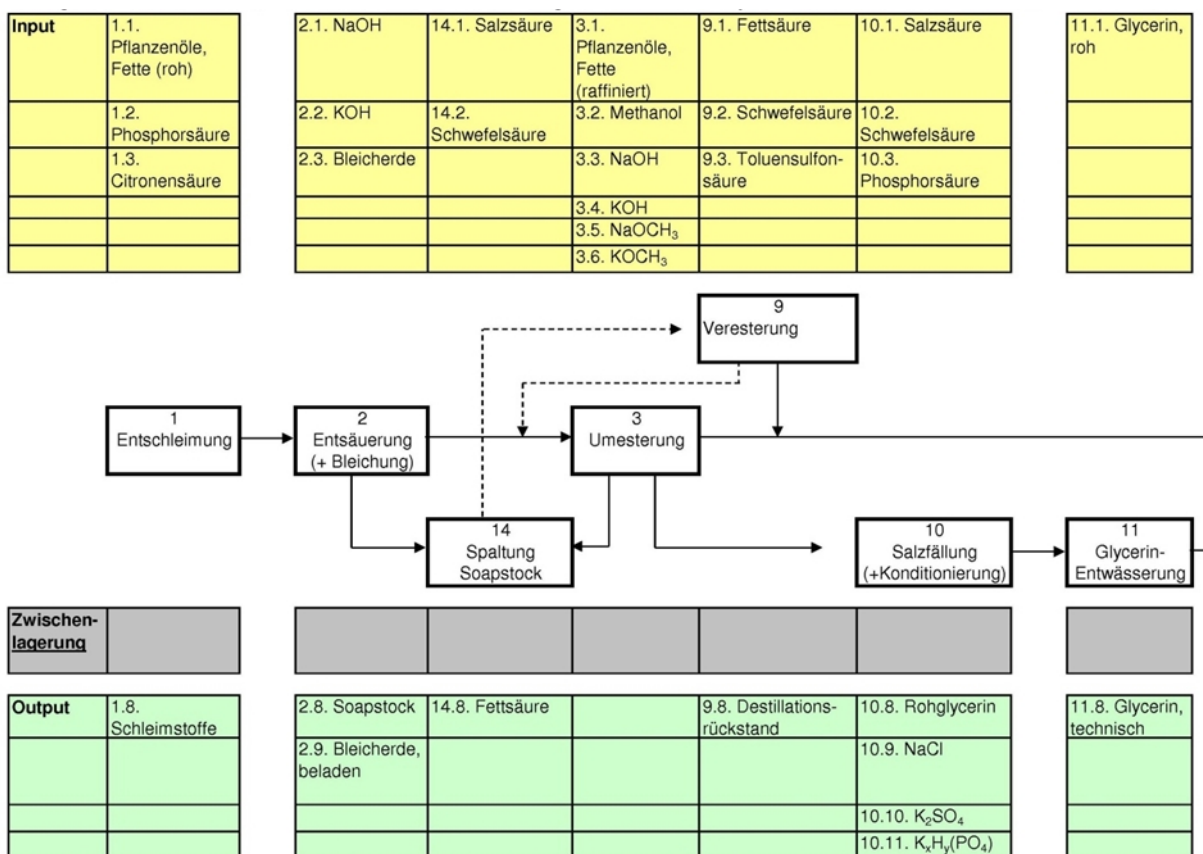 Input
1.1.
Pflanzenöle,
Fette (roh)
2.1. NaOH
14.1. Salzsäure
3.1.
Pflanzenöle,
Fette
(raffiniert)
9.1. Fettsäure
10.1. Salzsäure
11.1. Glycerin,
roh
1.2.
Phosphorsäure
2.2. KOH
14.2.
Schwefelsäure
3.2. Methanol
9.2. Schwefelsäure
10.2.
Schwefelsäure
1.3.
Citronensäure
2.3. Bleicherde
3.3. NaOH
9.3. Toluensulfon-
säure
10.3.
Phosphorsäure
3.4. KOH
3.5. NaOCH₃
3.6. KOCH₃
9
Veresterung
1
Entschleimung
2
Entsäuerung
(+ Bleichung)
3
Umesterung
14
Spaltung
Soapstock
10
Salzfällung
(+Konditionierung)
11
Glycerin-
Entwässerung
Zwischen-
lagerung
Output
1.8.
Schleimstoffe
2.8. Soapstock
14.8. Fettsäure
9.8. Destillations-
rückstand
10.8. Rohglycerin
11.8. Glycerin,
technisch
2.9. Bleicherde,
beladen
10.9. NaCl
10.10. K₂SO₄
10.11. KₓHᵧ(PO₄)